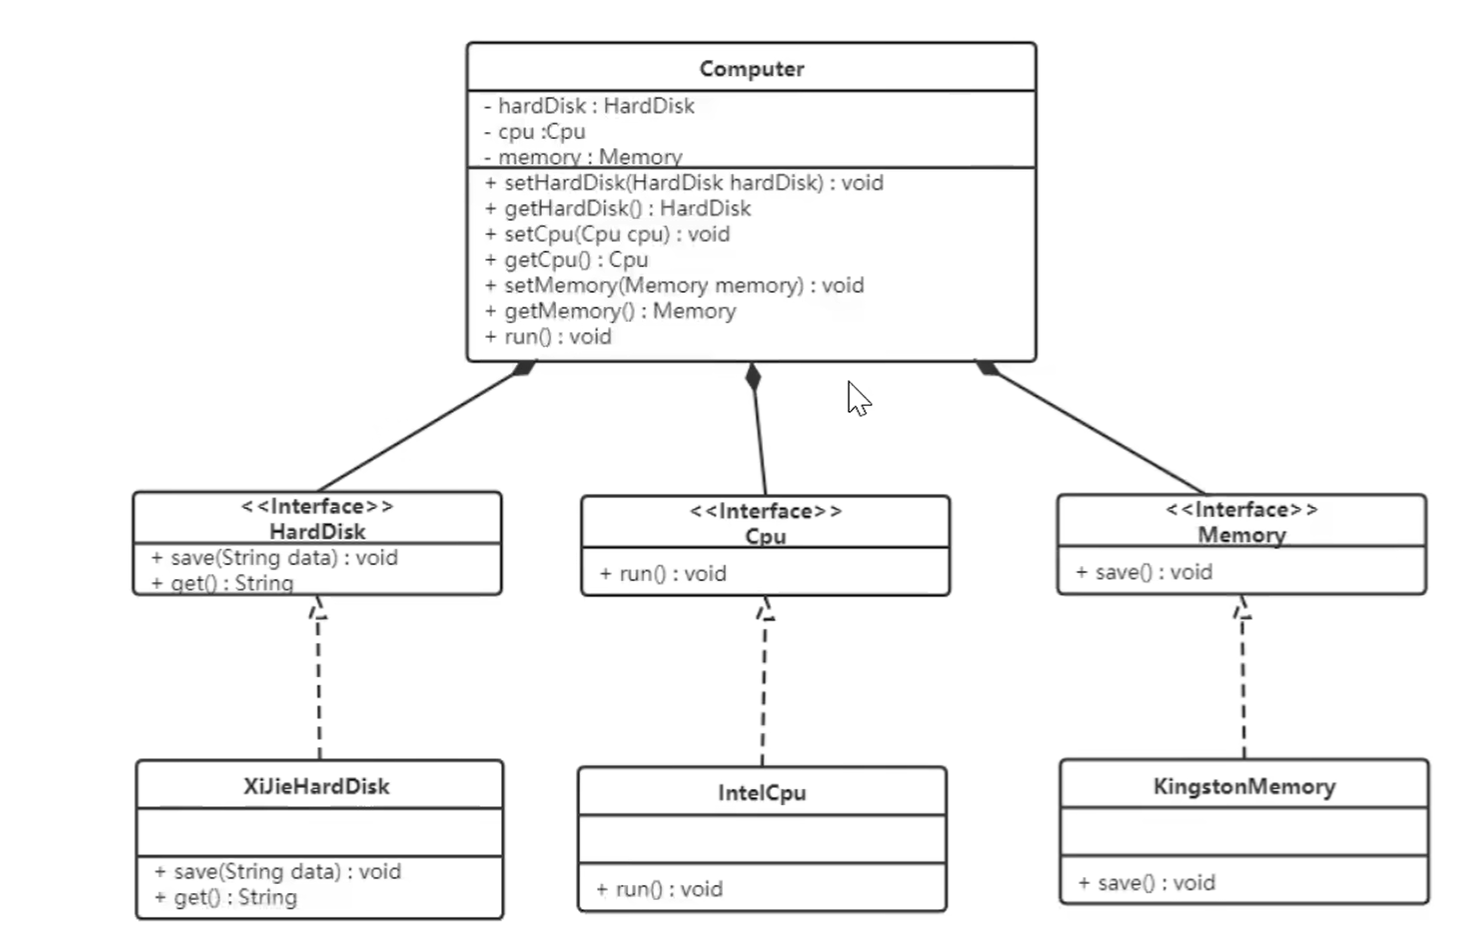 Computer
- hardDisk : HardDisk
- cpu :Cpu
- memory : Memory
+ setHardDisk(HardDisk hardDisk) : void
+ getHardDisk() : HardDisk
+ setCpu(Cpu cpu) : void
+ getCpu() : Cpu
+ setMemory(Memory memory) : void
+ getMemory() : Memory
+ run() : void
<<Interface>>
HardDisk
+ save(String data) : void
+ get() : String
<<Interface>>
Cpu
+ run() : void
<<Interface>>
Memory
+ save() : void
XiJieHardDisk
+ save(String data) : void
+ get() : String
IntelCpu
+ run() : void
KingstonMemory
+ save() : void